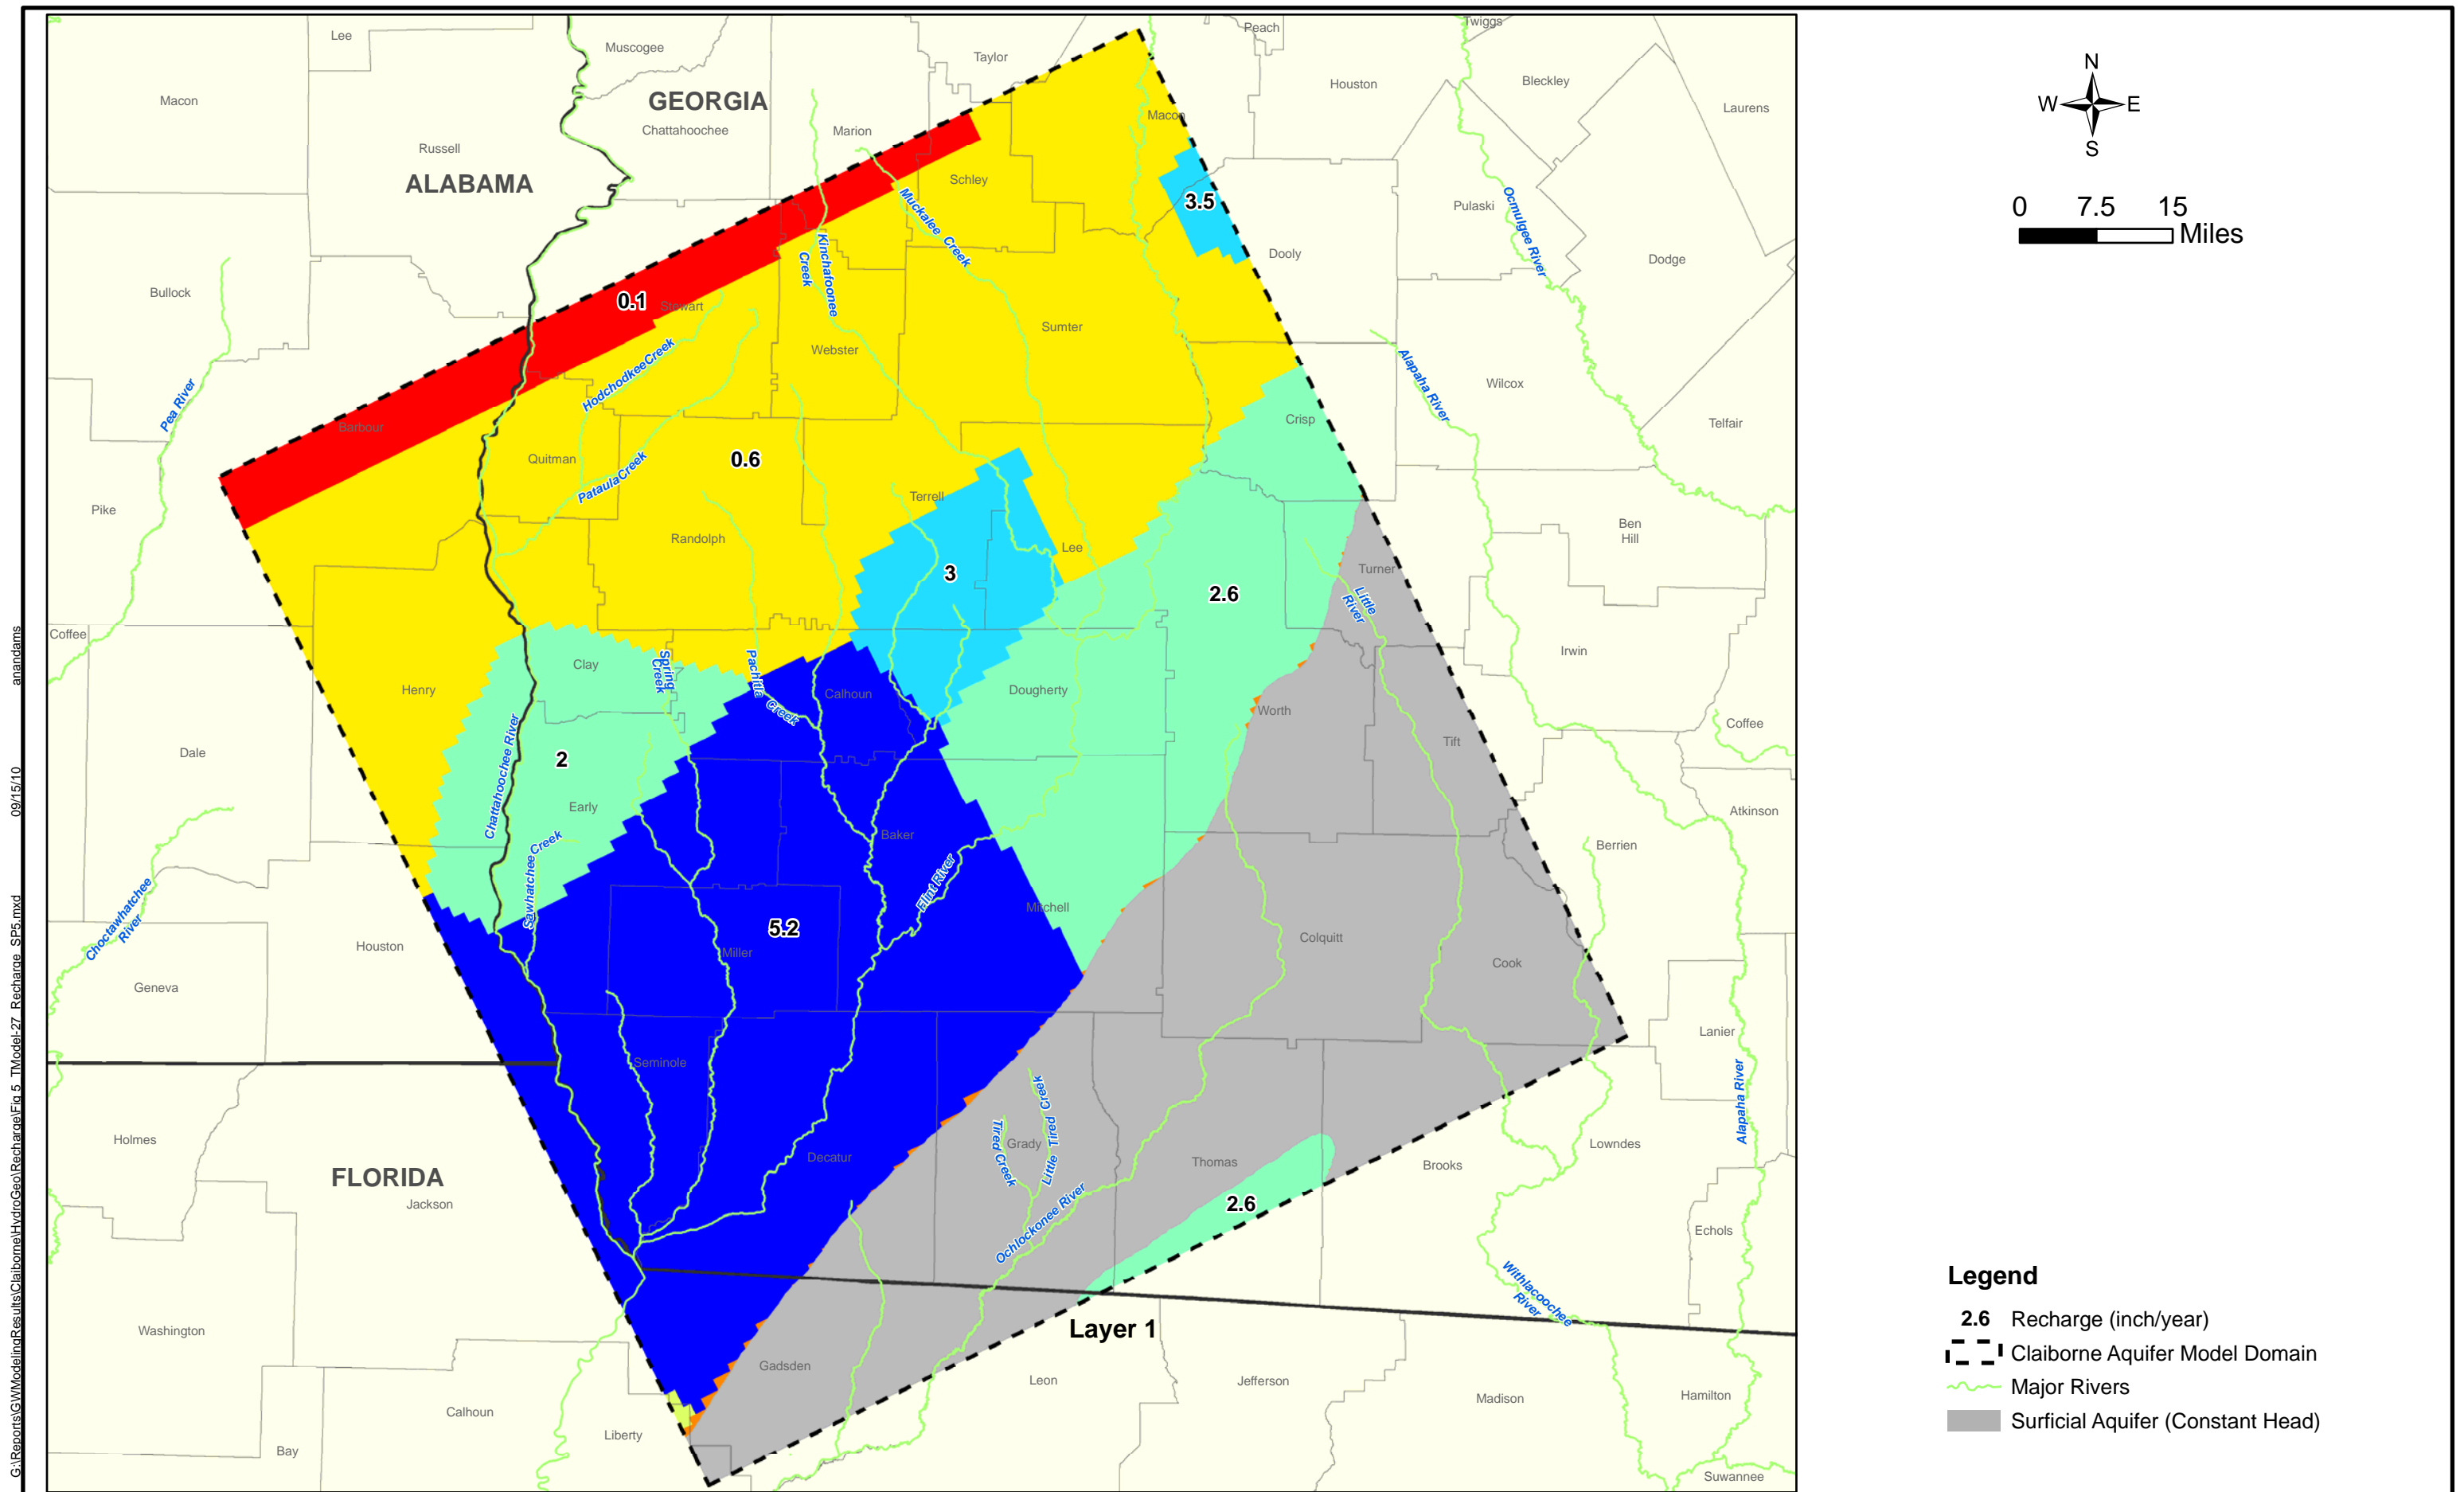 Lee
Muscogee
Taylor
Peach
Twiggs
Macon
GEORGIA
Chattahoochee
Marion
Macon
Houston
Bleckley
Laurens
Russell
ALABAMA
Schley
3.5
Pulaski
Ocmulgee River
Muckalee Creek
Kinchafoonee
Creek
Dooly
Dodge
Bullock
0.1
Stewart
Sumter
Webster
Hodchodkee Creek
Pea River
Alapaha River
Wilcox
Barbour
Crisp
Telfair
Quitman
0.6
Pataula Creek
Terrell
Pike
Randolph
Lee
Ben
Hill
3
2.6
Turner
Little
River
Coffee
Clay
Spring
Creek
Pachitla
Creek
Calhoun
Dougherty
Irwin
Henry
Worth
Coffee
Dale
2
Chattahoochee River
Tift
Early
Sawhatchee Creek
Baker
Atkinson
Berrien
Choctawhatchee
River
Flint River
Mitchell
Houston
5.2
Miller
Colquitt
Cook
Geneva
Seminole
Lanier
Alapaha River
Holmes
Decatur
Tired Creek
Grady
Little Tired Creek
Thomas
Brooks
Lowndes
FLORIDA
Jackson
2.6
Ochlockonee River
Echols
Withlacoochee
River
Washington
Layer 1
Gadsden
Leon
Jefferson
Madison
Hamilton
Calhoun
Liberty
Bay
Suwannee
N
W E
S
0 7.5 15
Miles
Legend
2.6 Recharge (inch/year)
Claiborne Aquifer Model Domain
Major Rivers
Surficial Aquifer (Constant Head)
G:\Reports\GWModelingResults\Claiborne\HydroGeo\Recharge\Fig_5_TModel-27_Recharge_SP5.mxd 09/15/10 anandams